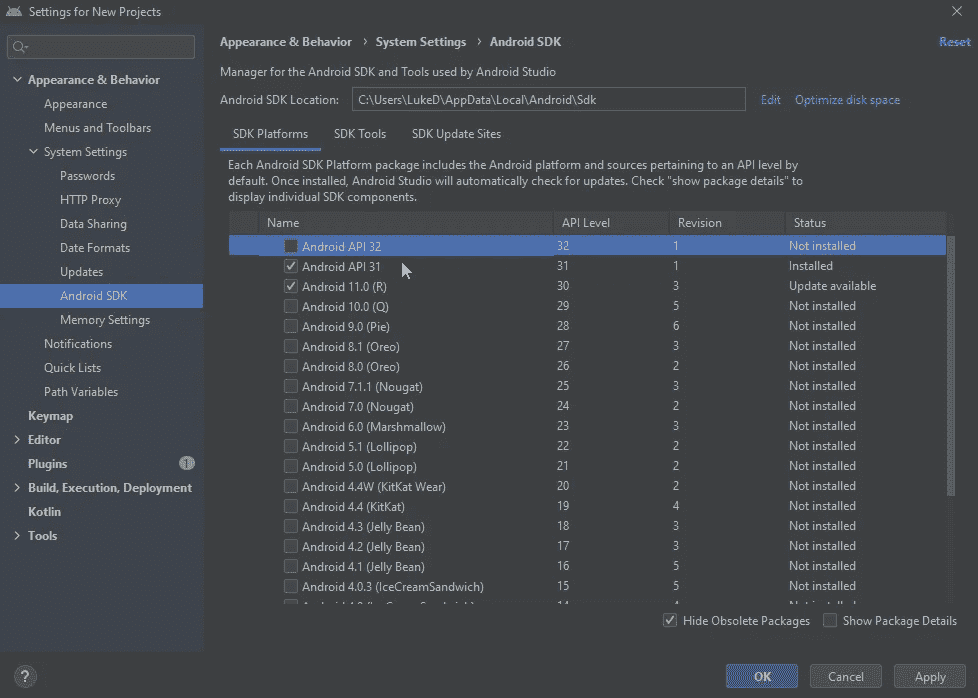 Settings for New Projects
Appearance & Behavior
Appearance
Menus and Toolbars
System Settings
Passwords
HTTP Proxy
Data Sharing
Date Formats
Updates
Android SDK
Memory Settings
Notifications
Quick Lists
Path Variables
Keymap
Editor
Plugins 1
Build, Execution, Deployment
Kotlin
Tools
Appearance & Behavior › System Settings › Android SDK
Reset
Manager for the Android SDK and Tools used by Android Studio
Android SDK Location: C:\Users\LukeD\AppData\Local\Android\Sdk Edit Optimize disk space
SDK Platforms SDK Tools SDK Update Sites
Each Android SDK Platform package includes the Android platform and sources pertaining to an API level by
default. Once installed, Android Studio will automatically check for updates. Check "show package details" to
display individual SDK components.
Name API Level Revision Status
Android API 32 32 1 Not installed
Android API 31 31 1 Installed
Android 11.0 (R) 30 3 Update available
Android 10.0 (Q) 29 5 Not installed
Android 9.0 (Pie) 28 6 Not installed
Android 8.1 (Oreo) 27 3 Not installed
Android 8.0 (Oreo) 26 2 Not installed
Android 7.1.1 (Nougat) 25 3 Not installed
Android 7.0 (Nougat) 24 2 Not installed
Android 6.0 (Marshmallow) 23 3 Not installed
Android 5.1 (Lollipop) 22 2 Not installed
Android 5.0 (Lollipop) 21 2 Not installed
Android 4.4W (KitKat Wear) 20 2 Not installed
Android 4.4 (KitKat) 19 4 Not installed
Android 4.3 (Jelly Bean) 18 3 Not installed
Android 4.2 (Jelly Bean) 17 3 Not installed
Android 4.1 (Jelly Bean) 16 5 Not installed
Android 4.0.3 (IceCreamSandwich) 15 5 Not installed
Hide Obsolete Packages Show Package Details
? OK Cancel Apply